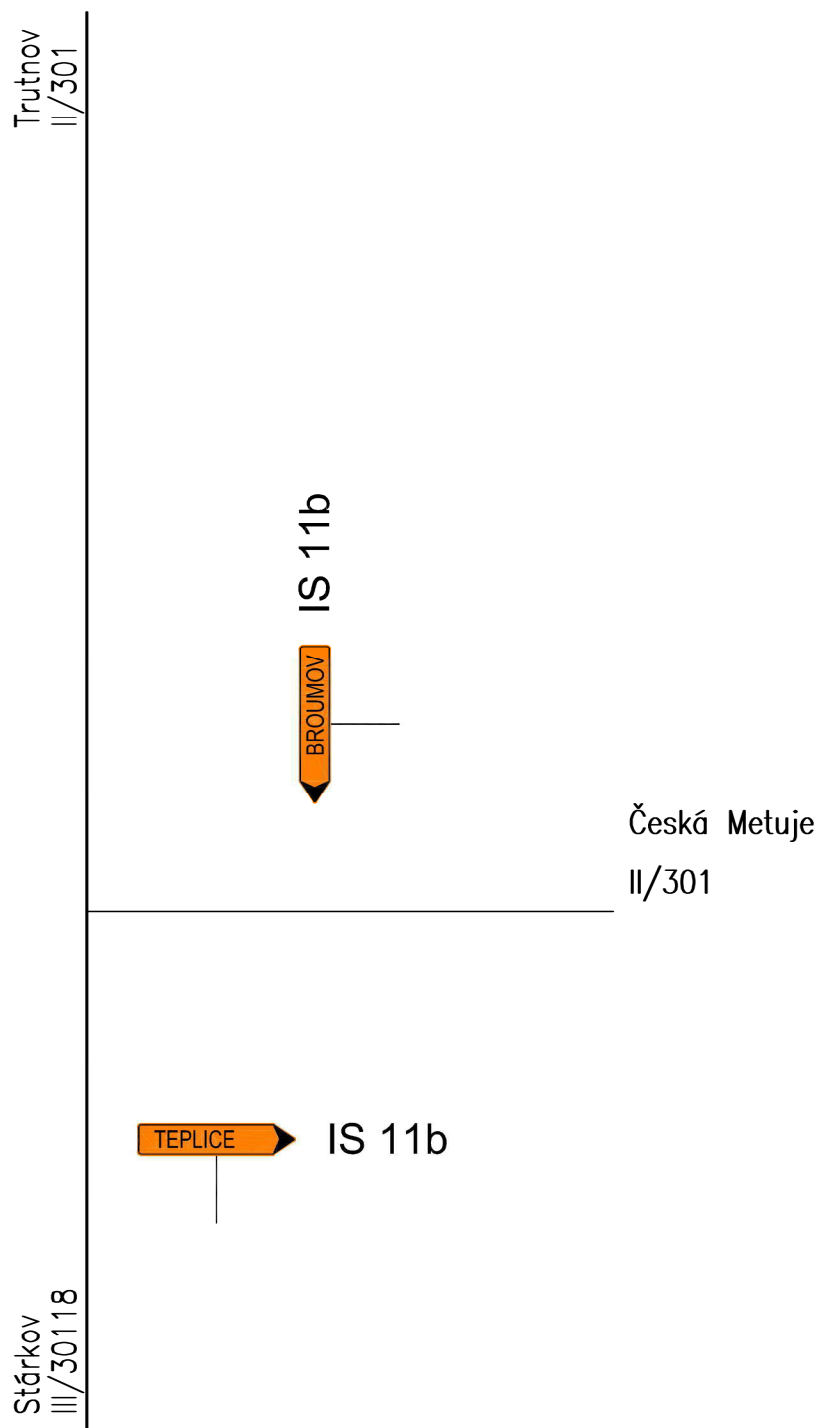 Trutnov
II/301
IS 11b
BROUMOV
Česká Metuje
II/301
TEPLICE
IS 11b
Stárkov
III/30118